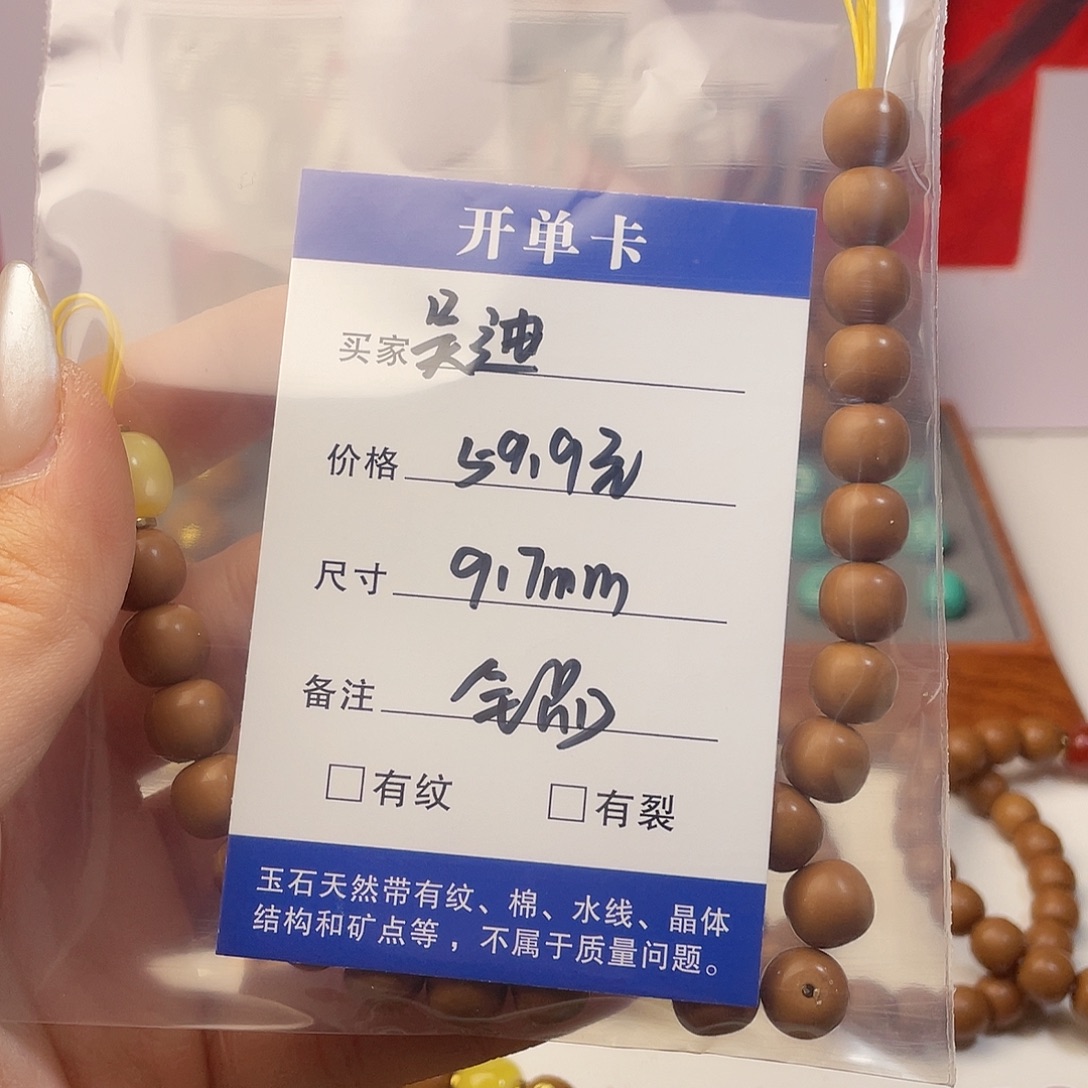 开单卡
买家 吴迪
价格 59.9元
尺寸 9.7mm
备注
□有纹 □有裂
玉石天然带有纹、棉、水线、晶体
结构和矿点等，不属于质量问题。